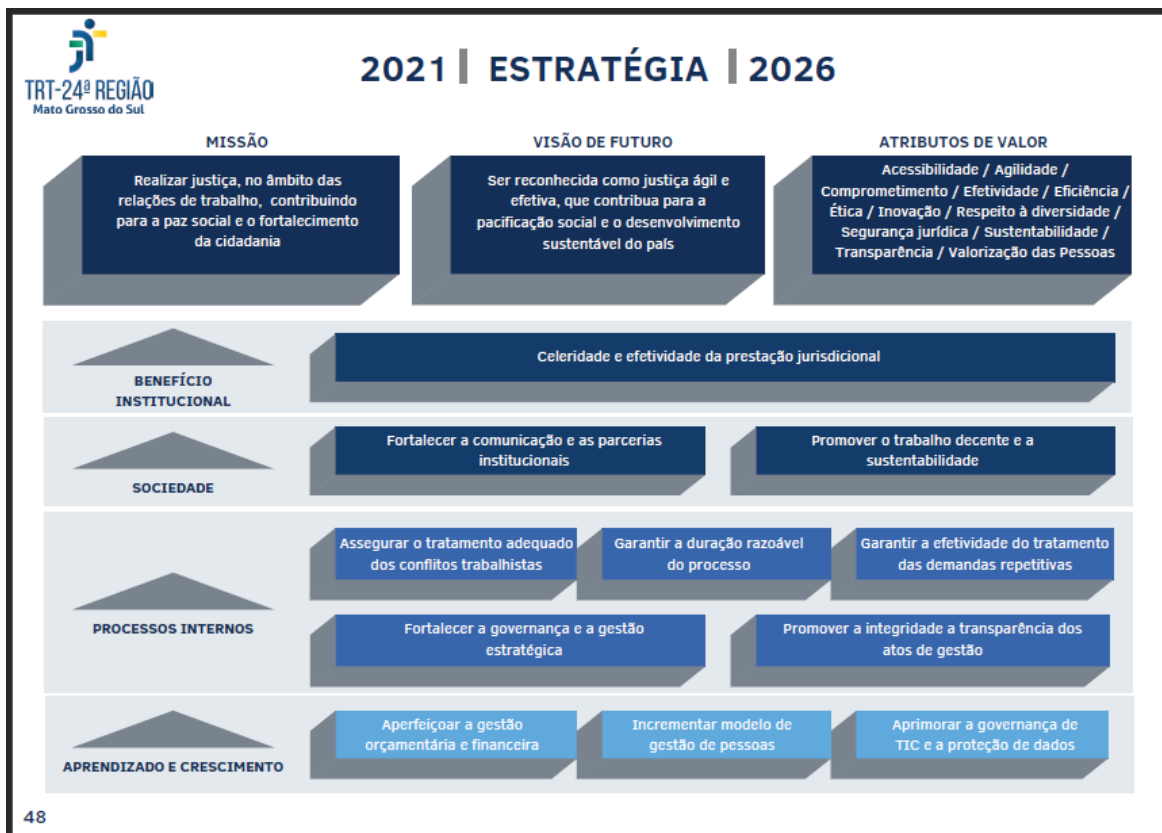 TRT-24ª REGIÃO
Mato Grosso do Sul
2021 | ESTRATÉGIA | 2026
MISSÃO
Realizar justiça, no âmbito das
relações de trabalho, contribuindo
para a paz social e o fortalecimento
da cidadania
VISÃO DE FUTURO
Ser reconhecida como justiça ágil e
efetiva, que contribua para a
pacificação social e o desenvolvimento
sustentável do país
ATRIBUTOS DE VALOR
Acessibilidade / Agilidade /
Comprometimento / Efetividade / Eficiência /
Ética / Inovação / Respeito à diversidade /
Segurança jurídica / Sustentabilidade /
Transparência / Valorização das Pessoas
BENEFÍCIO
INSTITUCIONAL
Celeridade e efetividade da prestação jurisdicional
SOCIEDADE
Fortalecer a comunicação e as parcerias
institucionais
Promover o trabalho decente e a
sustentabilidade
PROCESSOS INTERNOS
Assegurar o tratamento adequado
dos conflitos trabalhistas
Garantir a duração razoável
do processo
Garantir a efetividade do tratamento
das demandas repetitivas
Fortalecer a governança e a gestão
estratégica
Promover a integridade a transparência dos
atos de gestão
APRENDIZADO E CRESCIMENTO
Aperfeiçoar a gestão
orçamentária e financeira
Incrementar modelo de
gestão de pessoas
Aprimorar a governança de
TIC e a proteção de dados
48